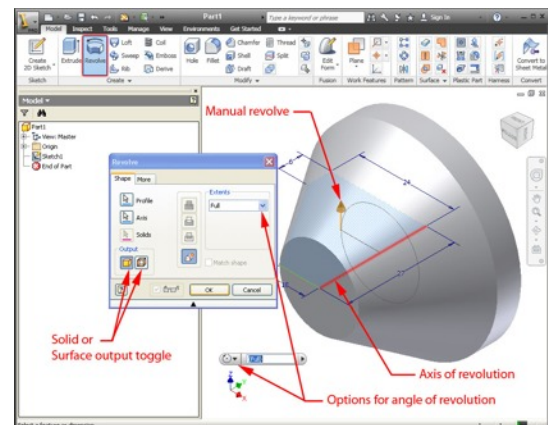 Part1
Type a keyword or phrase
Sign In
Model Inspect Tools Manage View Environments Get Started
Create
2D Sketch
Extrude
Revolve
Loft
Sweep
Rib
Coil
Emboss
Derive
Hole
Fillet
Chamfer
Shell
Draft
Thread
Split
Edit
Form
Plane
Convert to
Sheet Metal
Sketch
Create
Modify
Fusion
Work Features
Pattern
Surface
Plastic Part
Harness
Convert
Model
Part1
View: Master
Origin
Sketch1
End of Part
Manual revolve
24
Revolve
Shape More
Profile
Axis
Solids
Output
Extents
Full
Match shape
OK
Cancel
Solid or
Surface output toggle
Full
Axis of revolution
Options for angle of revolution